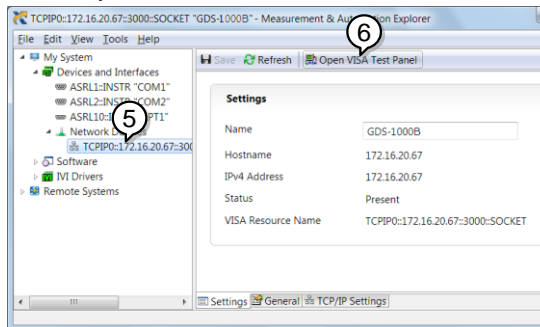 TCPIP0::172.16.20.67::3000::SOCKET "GDS-1000B" - Measurement & Automation Explorer
File Edit View Tools Help
6
My System
Save Refresh Open VISA Test Panel
Devices and Interfaces
ASRL1::INSTR "COM1"
ASRL2::INSTR "COM2"
ASRL10::I PT1"
5
Network D
TCPIP0::172.16.20.67::300
Software
IVI Drivers
Remote Systems
Settings
Name GDS-1000B
Hostname 172.16.20.67
IPv4 Address 172.16.20.67
Status Present
VISA Resource Name TCPIP0::172.16.20.67::3000::SOCKET
Settings General TCP/IP Settings